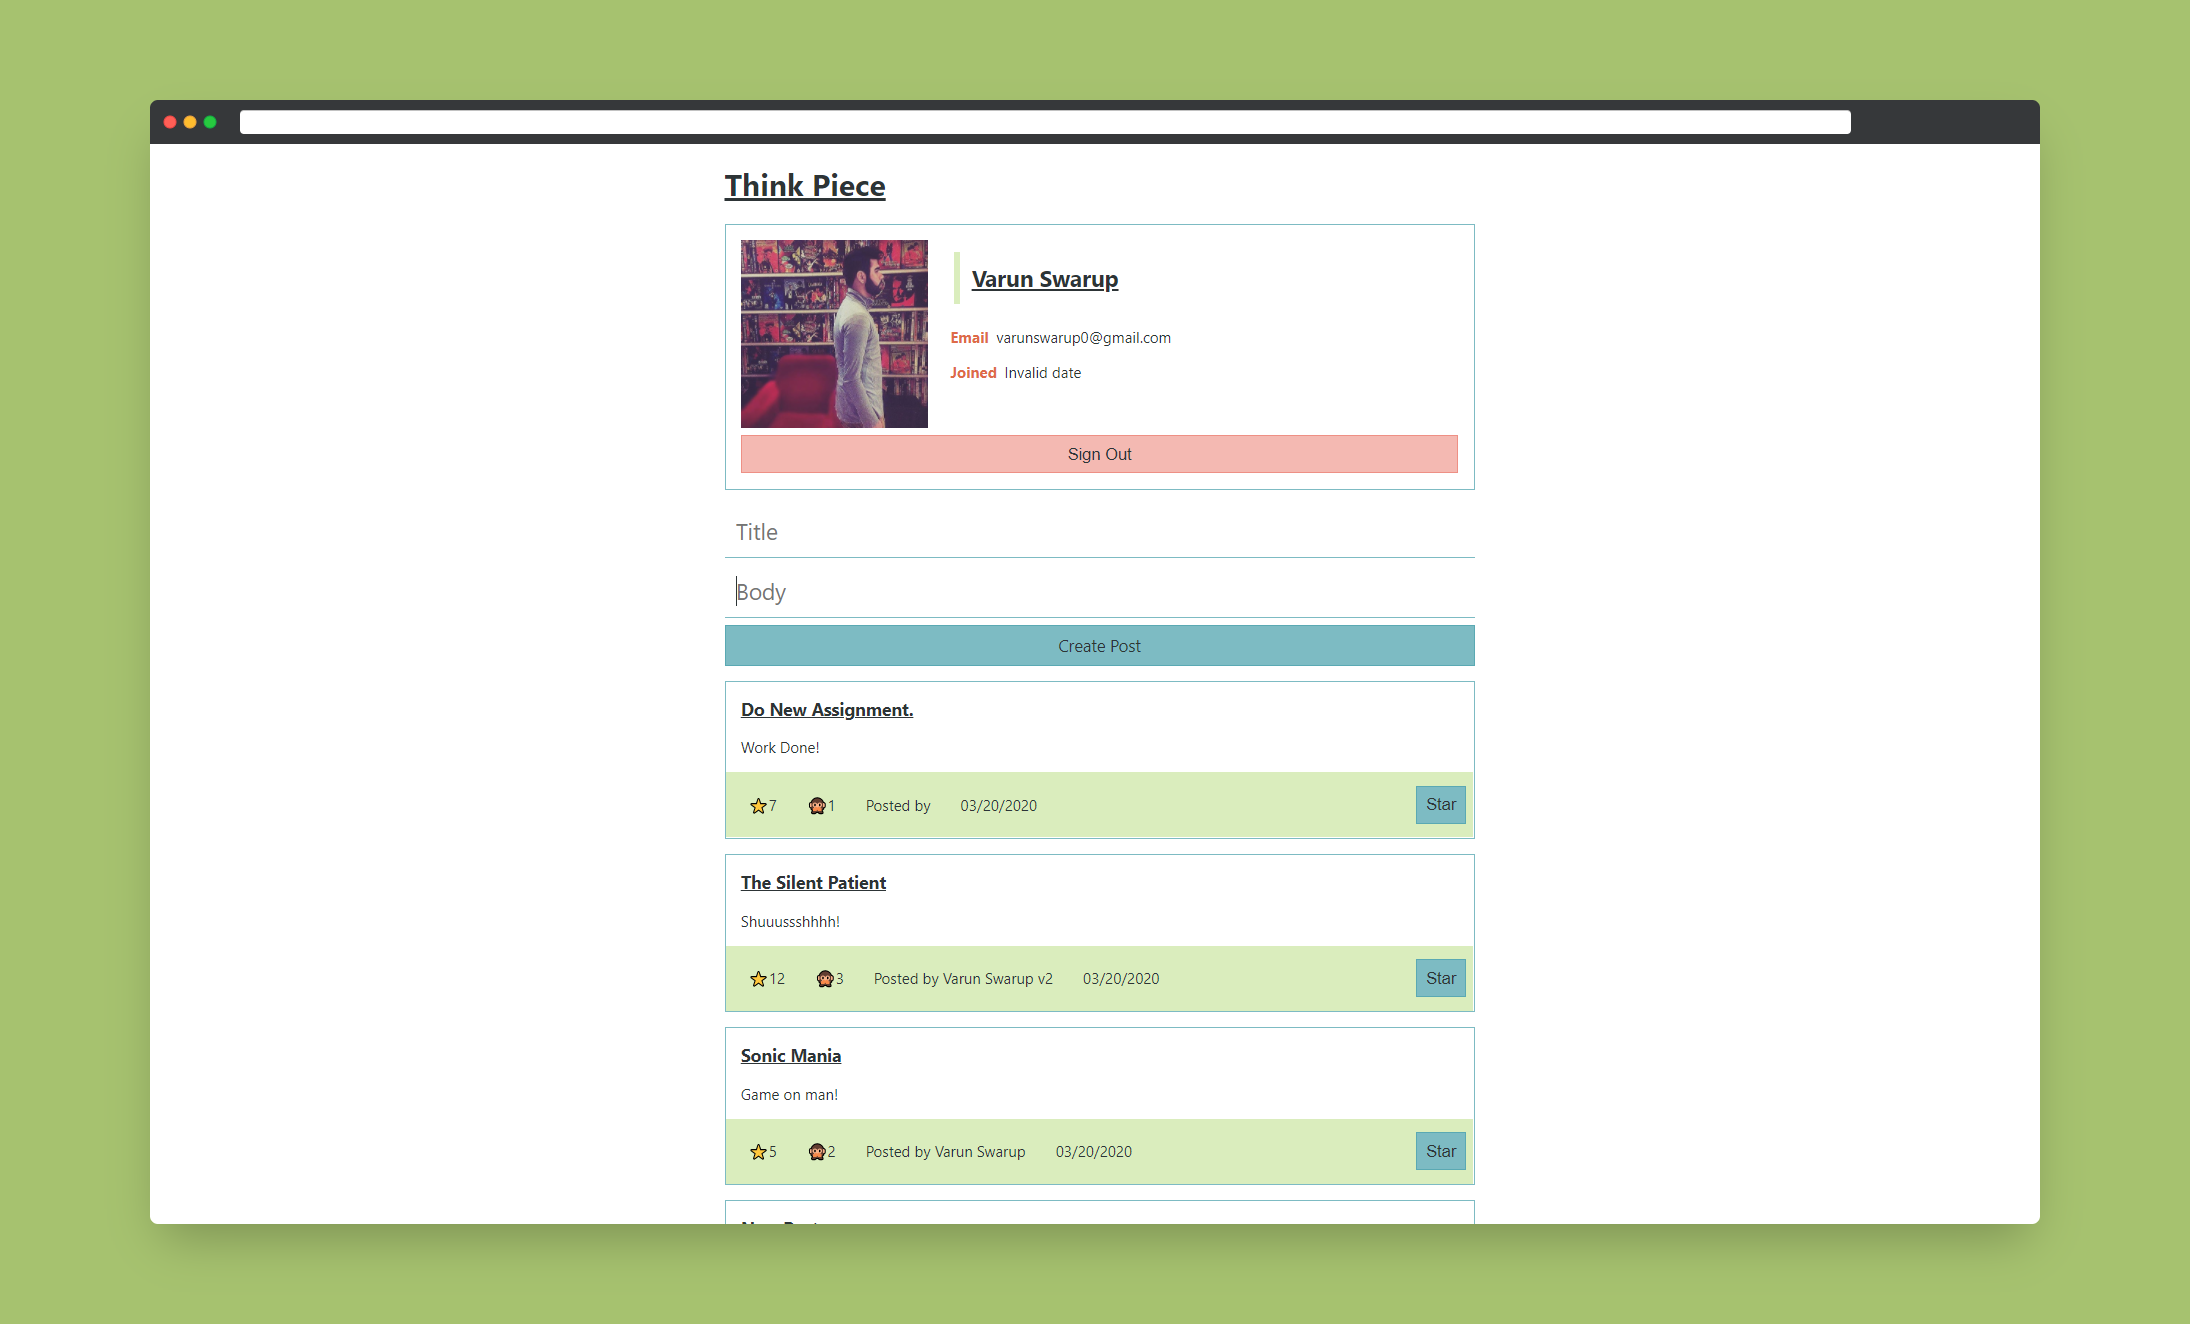 Think Piece
Varun Swarup
Email varunswarup0@gmail.com
Joined Invalid date
Sign Out
Title
Body
Create Post
Do New Assignment.
Work Done!
7 1 Posted by 03/20/2020 Star
The Silent Patient
Shuuussshhhh!
12 3 Posted by Varun Swarup v2 03/20/2020 Star
Sonic Mania
Game on man!
5 2 Posted by Varun Swarup 03/20/2020 Star